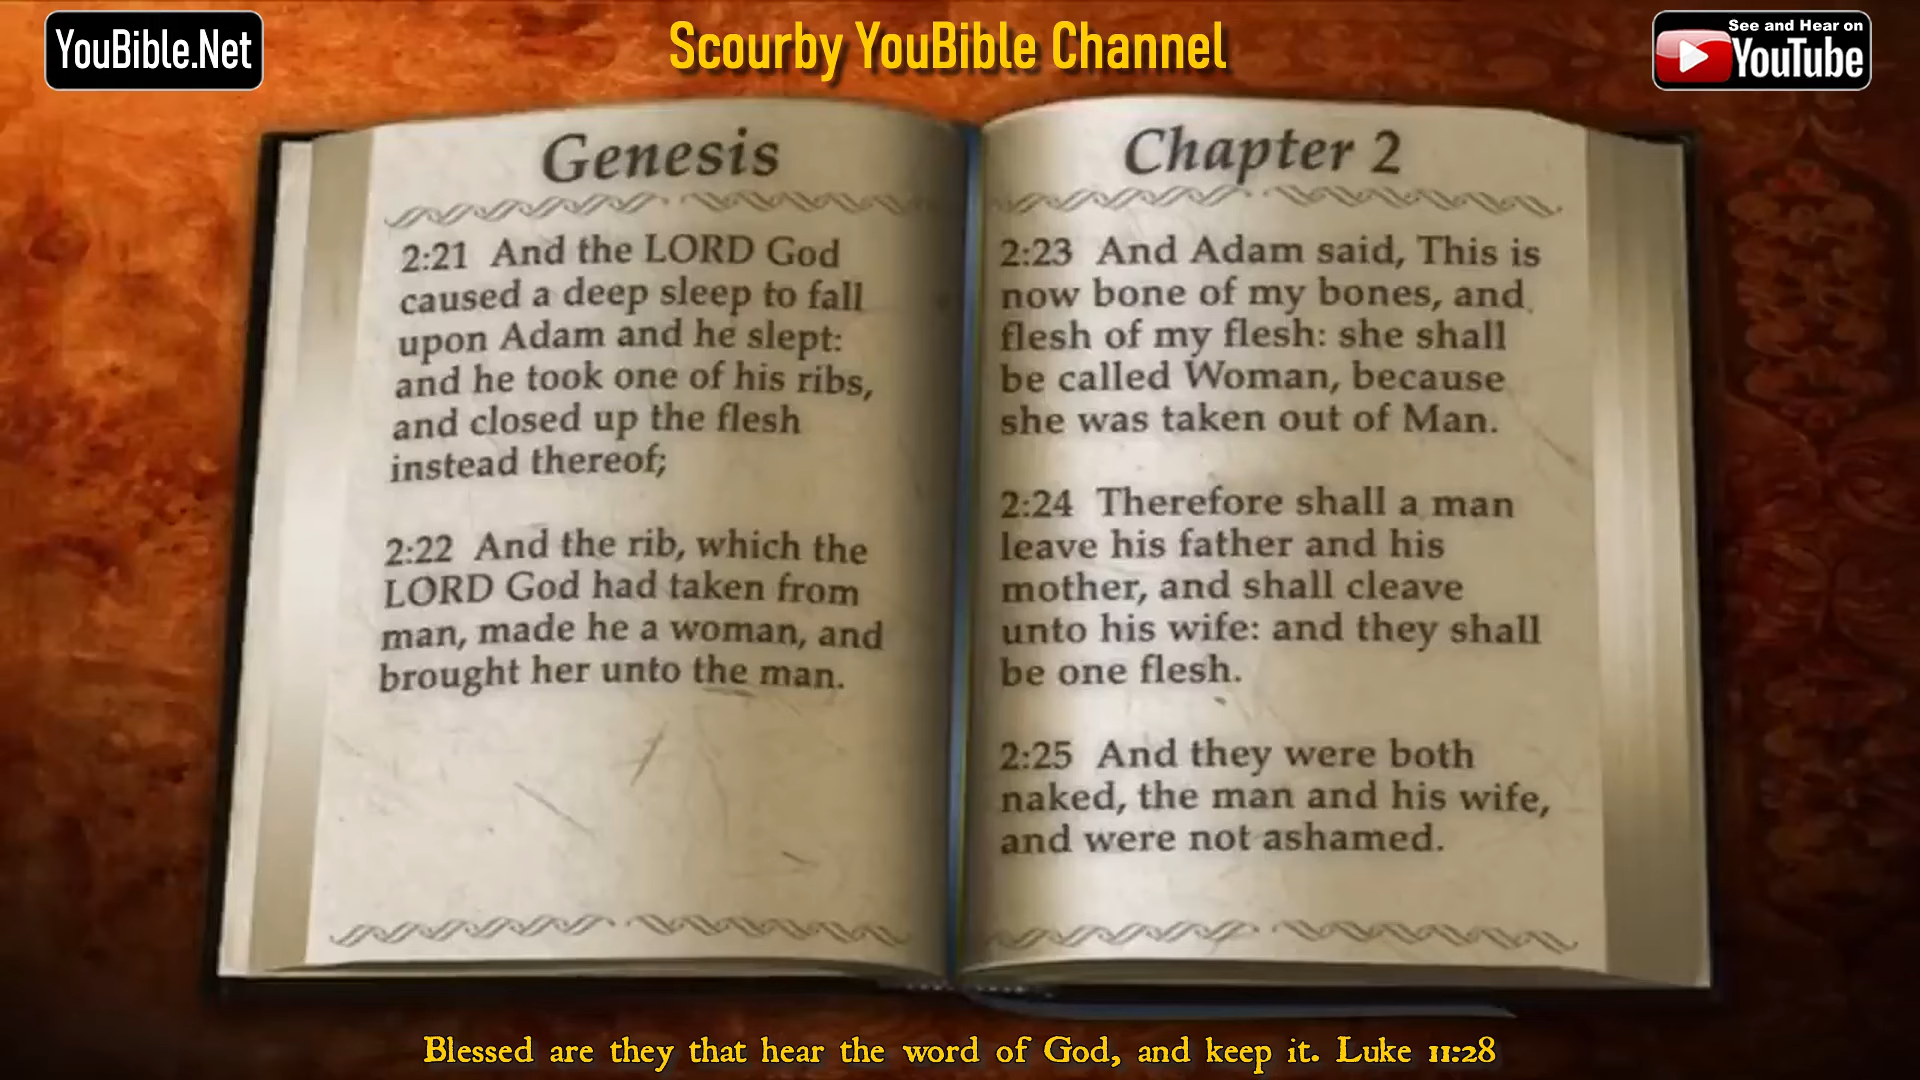 YouBible.Net
Scourby YouBible Channel
See and Hear on
YouTube
Genesis
2:21 And the LORD God
caused a deep sleep to fall
upon Adam and he slept:
and he took one of his ribs,
and closed up the flesh
instead thereof;
2:22 And the rib, which the
LORD God had taken from
man, made he a woman, and
brought her unto the man.
Chapter 2
2:23 And Adam said, This is
now bone of my bones, and
flesh of my flesh: she shall
be called Woman, because
she was taken out of Man.
2:24 Therefore shall a man
leave his father and his
mother, and shall cleave
unto his wife: and they shall
be one flesh.
2:25 And they were both
naked, the man and his wife,
and were not ashamed.
Blessed are they that hear the word of God, and keep it. Luke 11:28